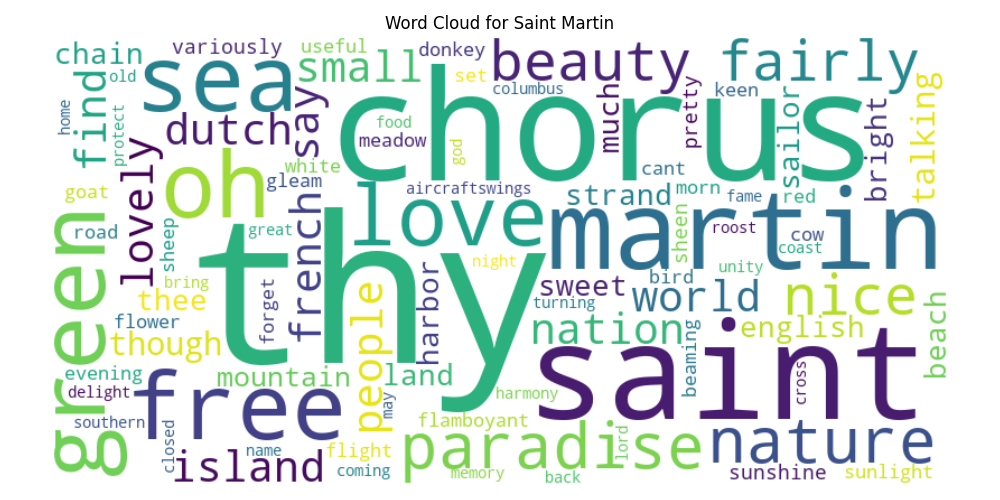 Word Cloud for Saint Martin
chain
variously
useful
donkey
beauty
fairly
old
sea
small
set
columbus
much
pretty
keen
talking
home
protect
find
dutch
say
food
meadow
god
chorus
sailor
bright
white
cant
goat
lovely
oh
gleam
aircraftswings
strand
morn
fame
red
road
sheep
great
french
love
martin
sheen
roost
cow
coast
green
thy
night
unity
bring
thee
forget
people
harbor
sweet
bird
world
nice
turning
flower
though
nation
beaming
english
beach
evening
mountain
land
saint
cross
delight
free
may
harmony
southern
flamboyant
closed
name
flight
paradise
lord
nature
island
coming
memory
back
sunshine
sunlight